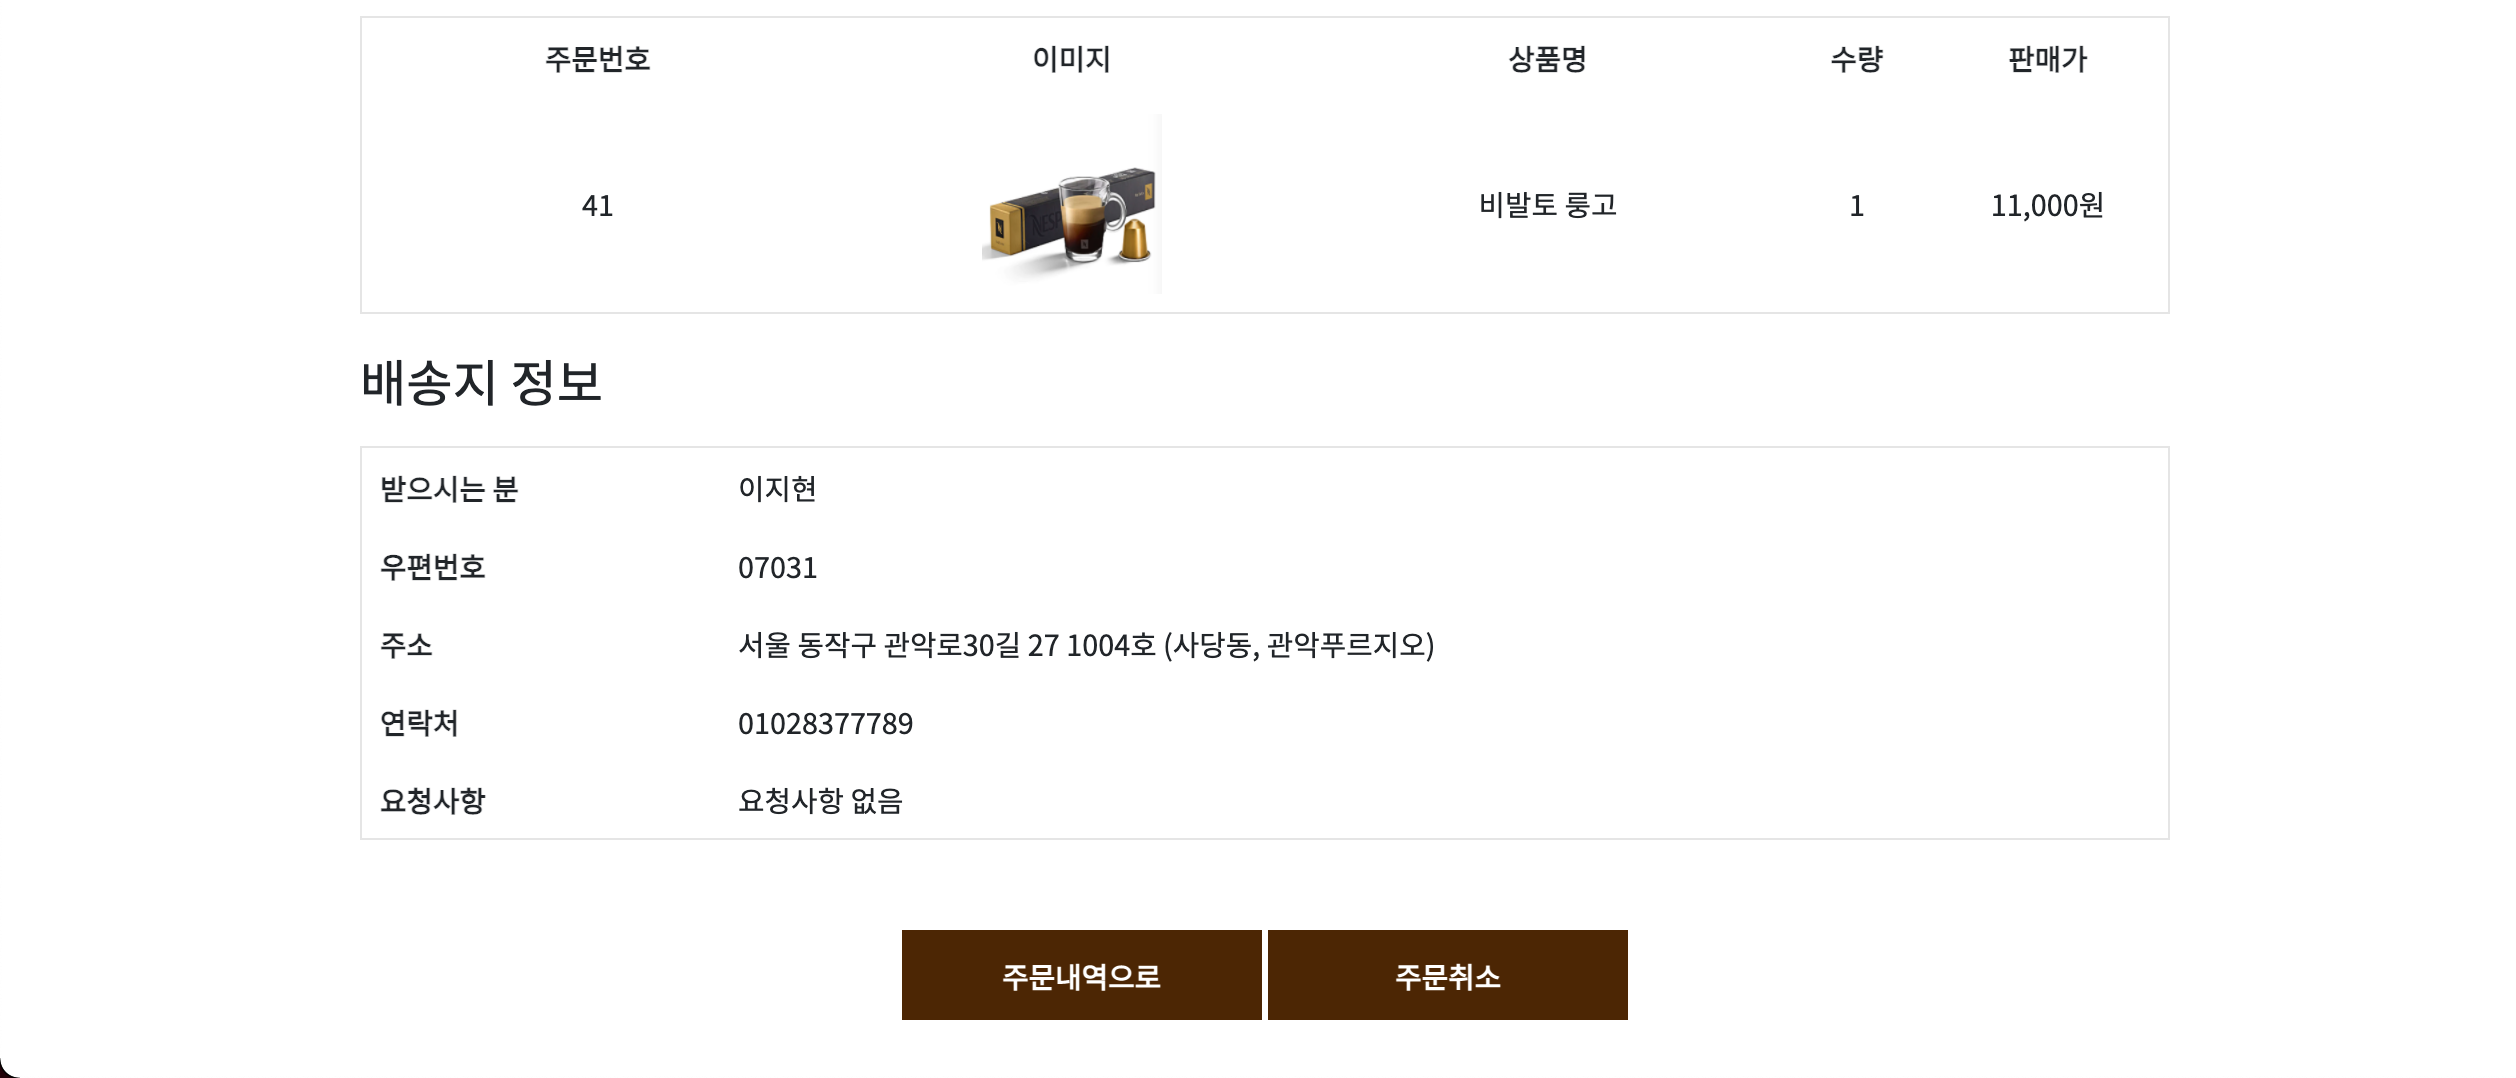 주문번호 이미지 상품명 수량 판매가
41 비발토 룽고 1 11,000원
배송지 정보
받으시는 분 이지현
우편번호 07031
주소 서울 동작구 관악로30길 27 1004호 (사당동, 관악푸르지오)
연락처 01028377789
요청사항 요청사항 없음
주문내역으로 주문취소